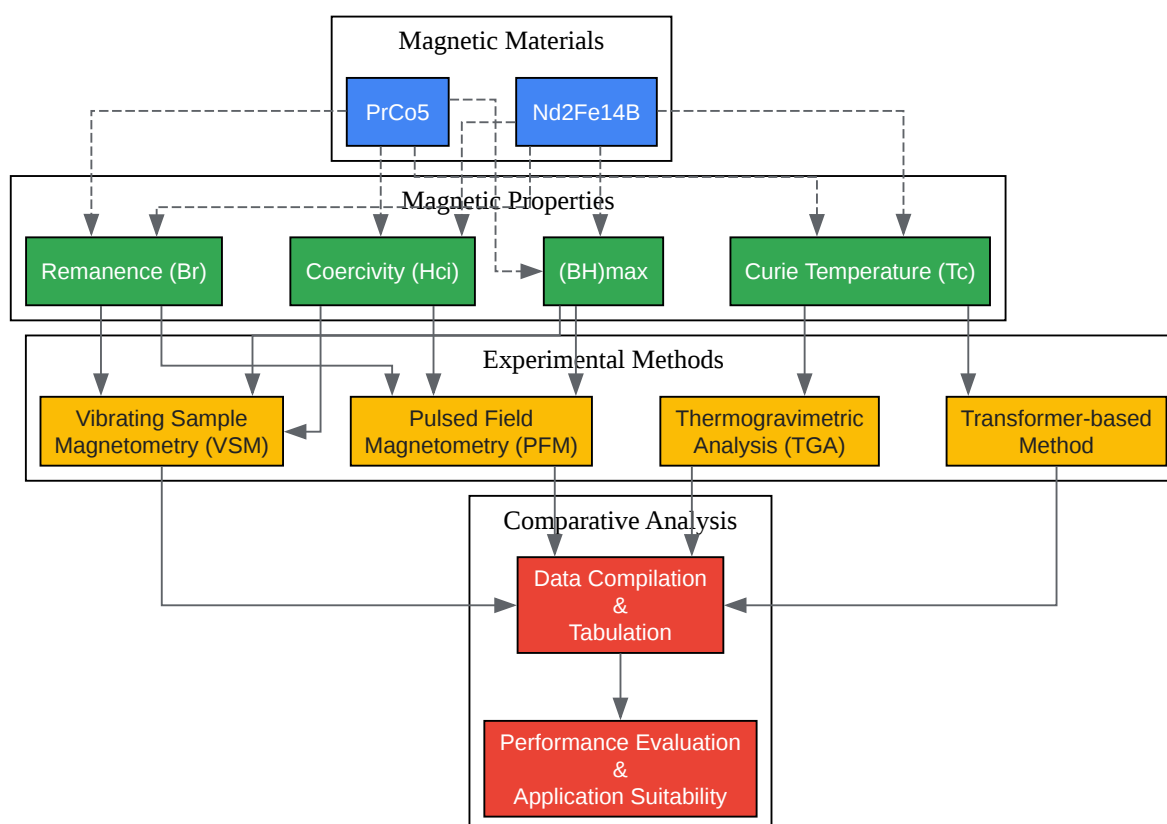 Magnetic Materials
PrCo5
Nd2Fe14B
Magnetic Properties
Remanence (Br)
Coercivity (Hci)
(BH)max
Curie Temperature (Tc)
Experimental Methods
Vibrating Sample
Magnetometry (VSM)
Pulsed Field
Magnetometry (PFM)
Thermogravimetric
Analysis (TGA)
Transformer-based
Method
Comparative Analysis
Data Compilation
&
Tabulation
Performance Evaluation
&
Application Suitability